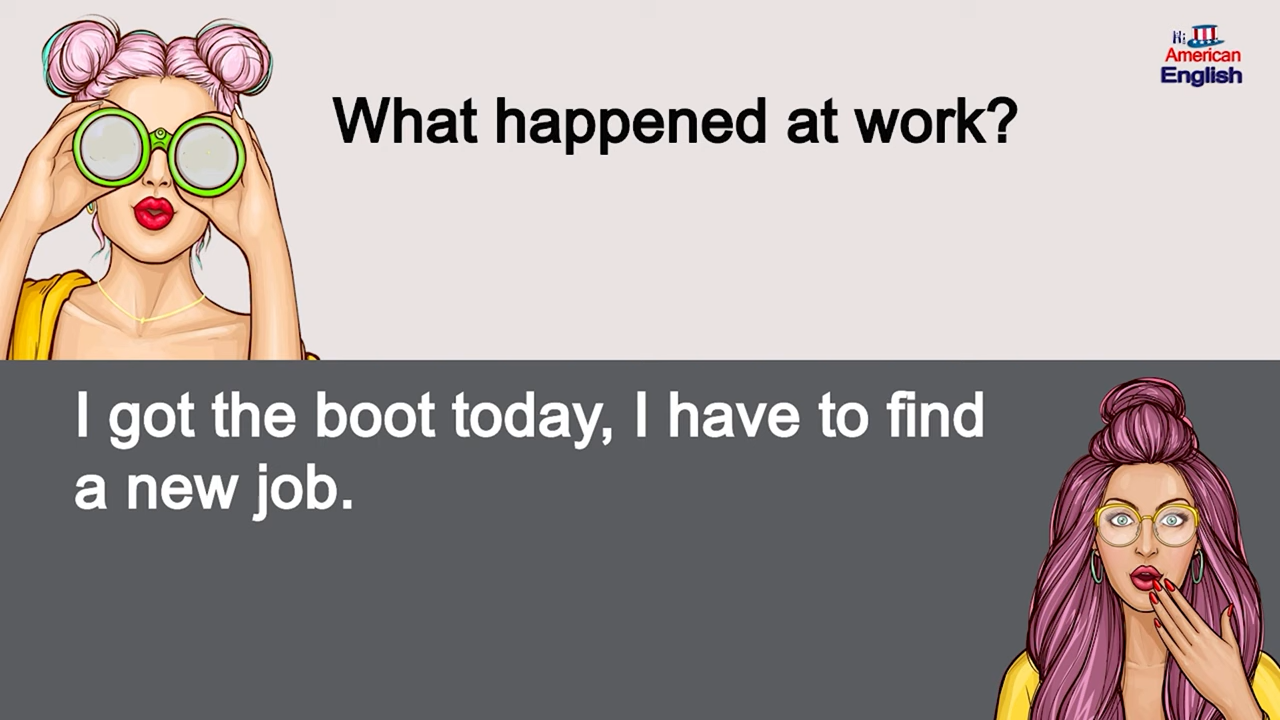 Hi
American
English
What happened at work?
I got the boot today, I have to find
a new job.